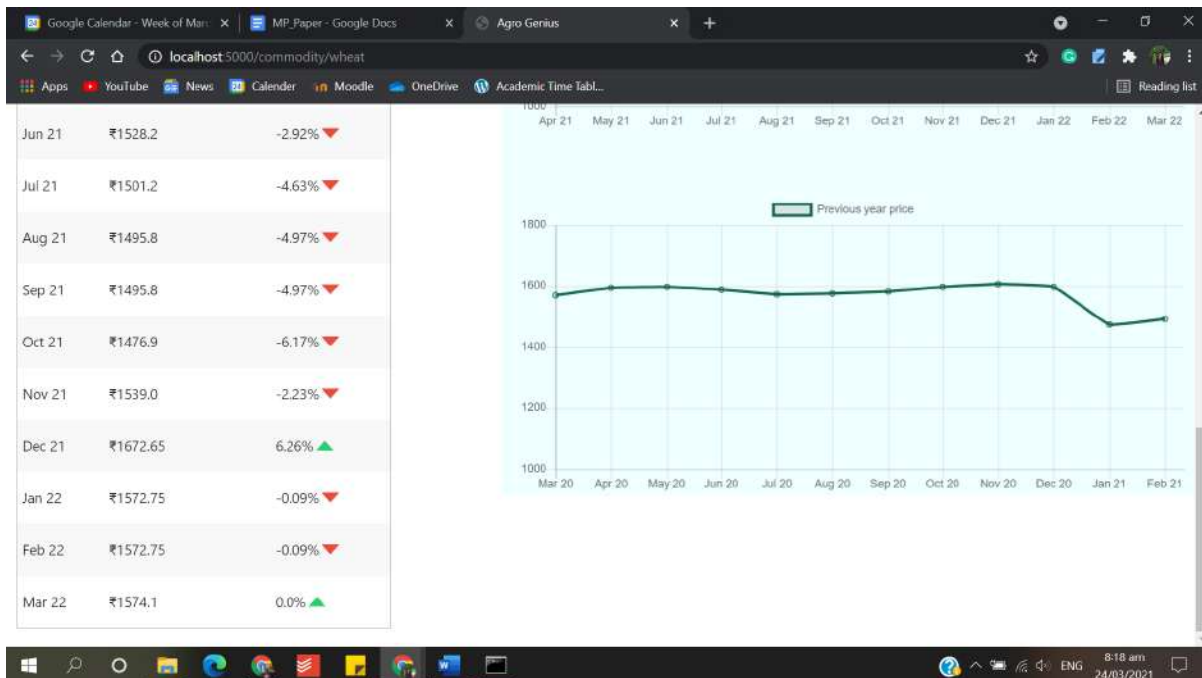 Google Calendar - Week of Marc
MP_Paper - Google Docs
Agro Genius
localhost:5000/commodity/wheat
Apps YouTube News Calender Moodle OneDrive Academic Time Tabl... Reading list
Jun 21 ₹1528.2 -2.92%
Jul 21 ₹1501.2 -4.63%
Aug 21 ₹1495.8 -4.97%
Sep 21 ₹1495.8 -4.97%
Oct 21 ₹1476.9 -6.17%
Nov 21 ₹1539.0 -2.23%
Dec 21 ₹1672.65 6.26%
Jan 22 ₹1572.75 -0.09%
Feb 22 ₹1572.75 -0.09%
Mar 22 ₹1574.1 0.0%
1000
Apr 21 May 21 Jun 21 Jul 21 Aug 21 Sep 21 Oct 21 Nov 21 Dec 21 Jan 22 Feb 22 Mar 22
Previous year price
1800
1600
1400
1200
1000
Mar 20 Apr 20 May 20 Jun 20 Jul 20 Aug 20 Sep 20 Oct 20 Nov 20 Dec 20 Jan 21 Feb 21
ENG
8:18 am
24/03/2021